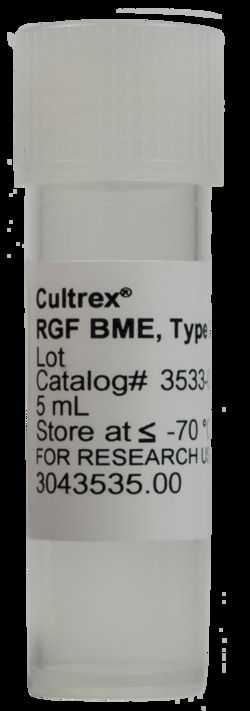 Cultrex®
RGF BME, Type
Lot
Catalog# 3533-
5 mL
Store at ≤ -70 °
FOR RESEARCH
3043535.00